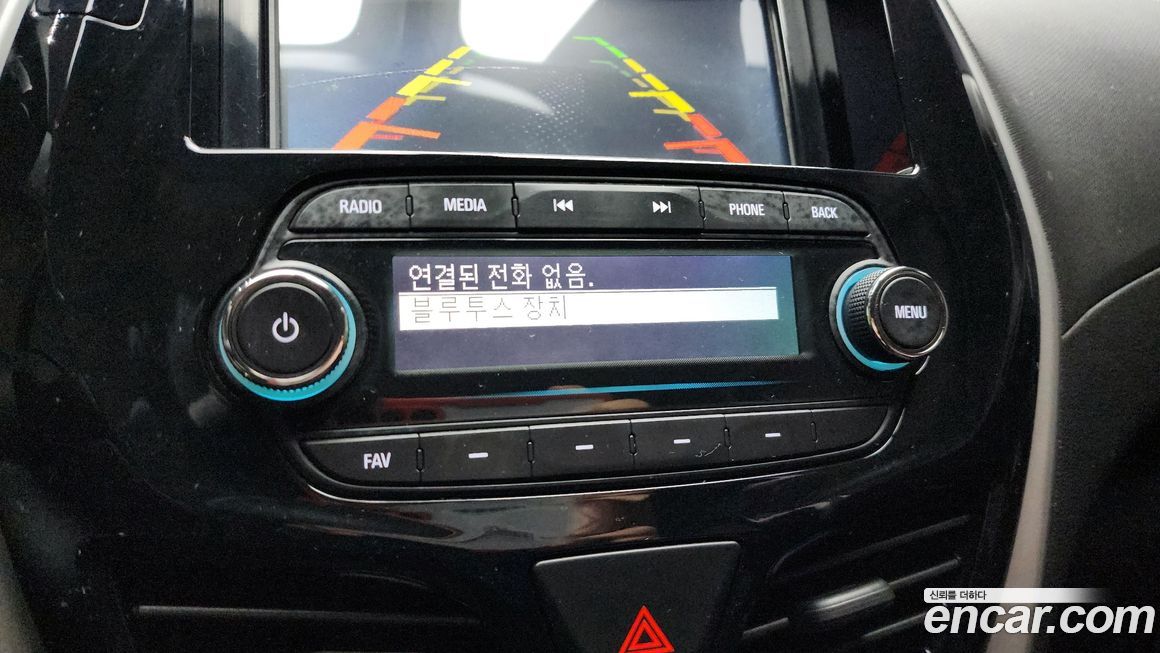 RADIO
MEDIA
PHONE
BACK
연결된 전화 없음.
블루투스 장치
MENU
FAV
신뢰를 더하다
encar.com